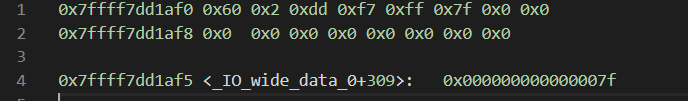 1 0x7ffff7dd1af0 0x60 0x2 0xdd 0xf7 0xff 0x7f 0x0 0x0
2 0x7ffff7dd1af8 0x0  0x0 0x0 0x0 0x0 0x0 0x0 0x0
3
4 0x7ffff7dd1af5 <_IO_wide_data_0+309>:   0x000000000000007f